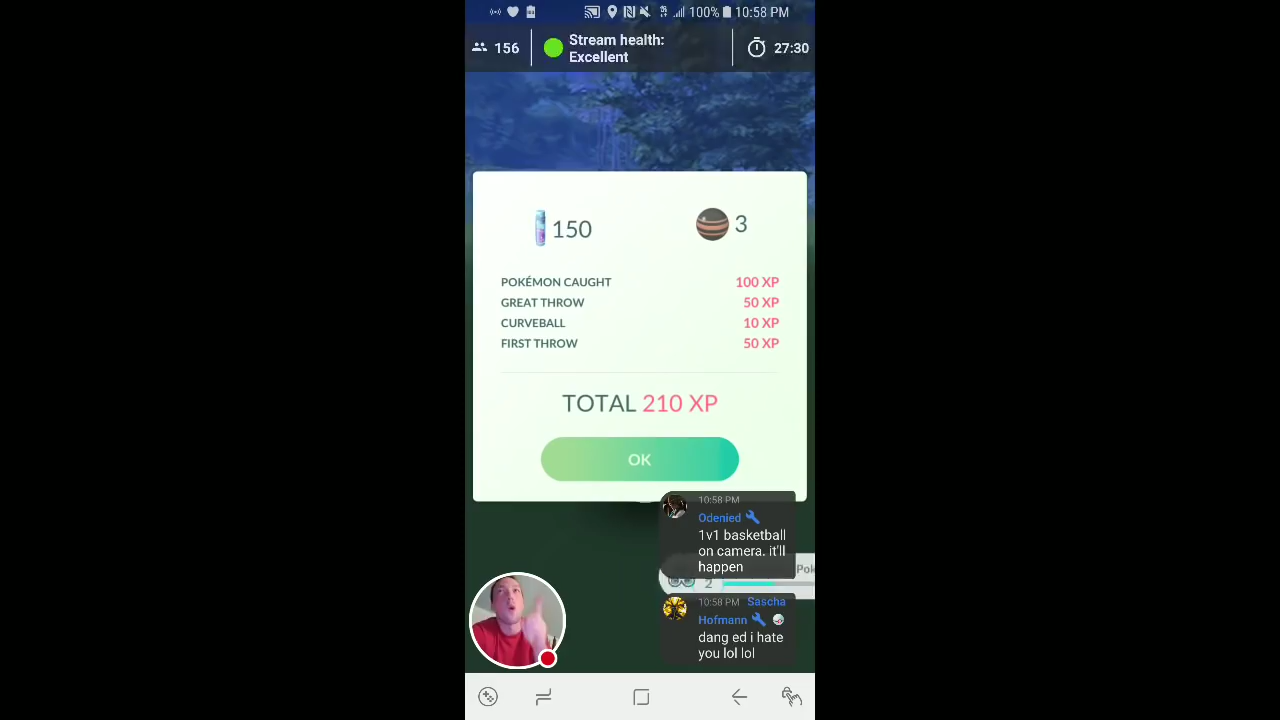 100% 10:58 PM
156
Stream health:
Excellent
27:30
150
3
POKÉMON CAUGHT 100 XP
GREAT THROW 50 XP
CURVEBALL 10 XP
FIRST THROW 50 XP
TOTAL 210 XP
OK
10:58 PM
Odenied
1v1 basketball
on camera. it'll
happen
Pok
2
10:58 PM Sascha
Hofmann
dang ed i hate
you lol lol